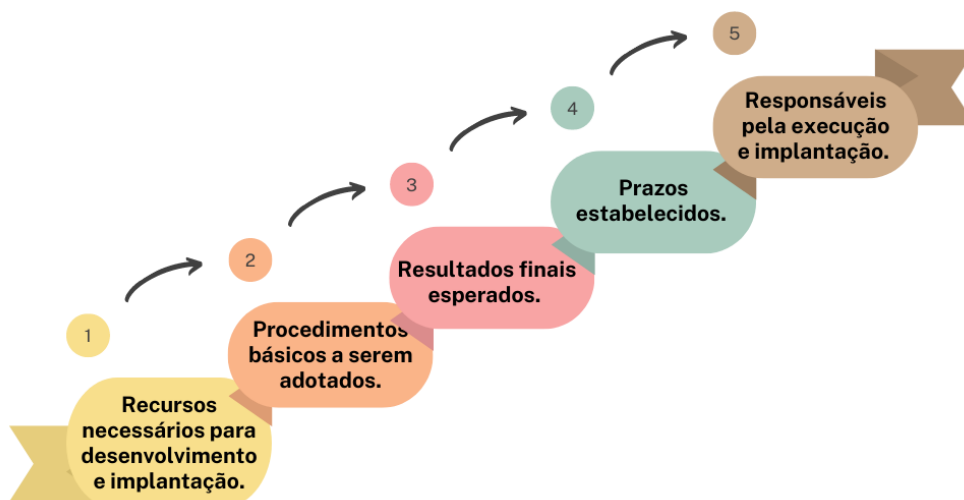 1
Recursos
necessários para
desenvolvimento
e implantação.
2
Procedimentos
básicos a serem
adotados.
3
Resultados finais
esperados.
4
Prazos
estabelecidos.
5
Responsáveis
pela execução
e implantação.